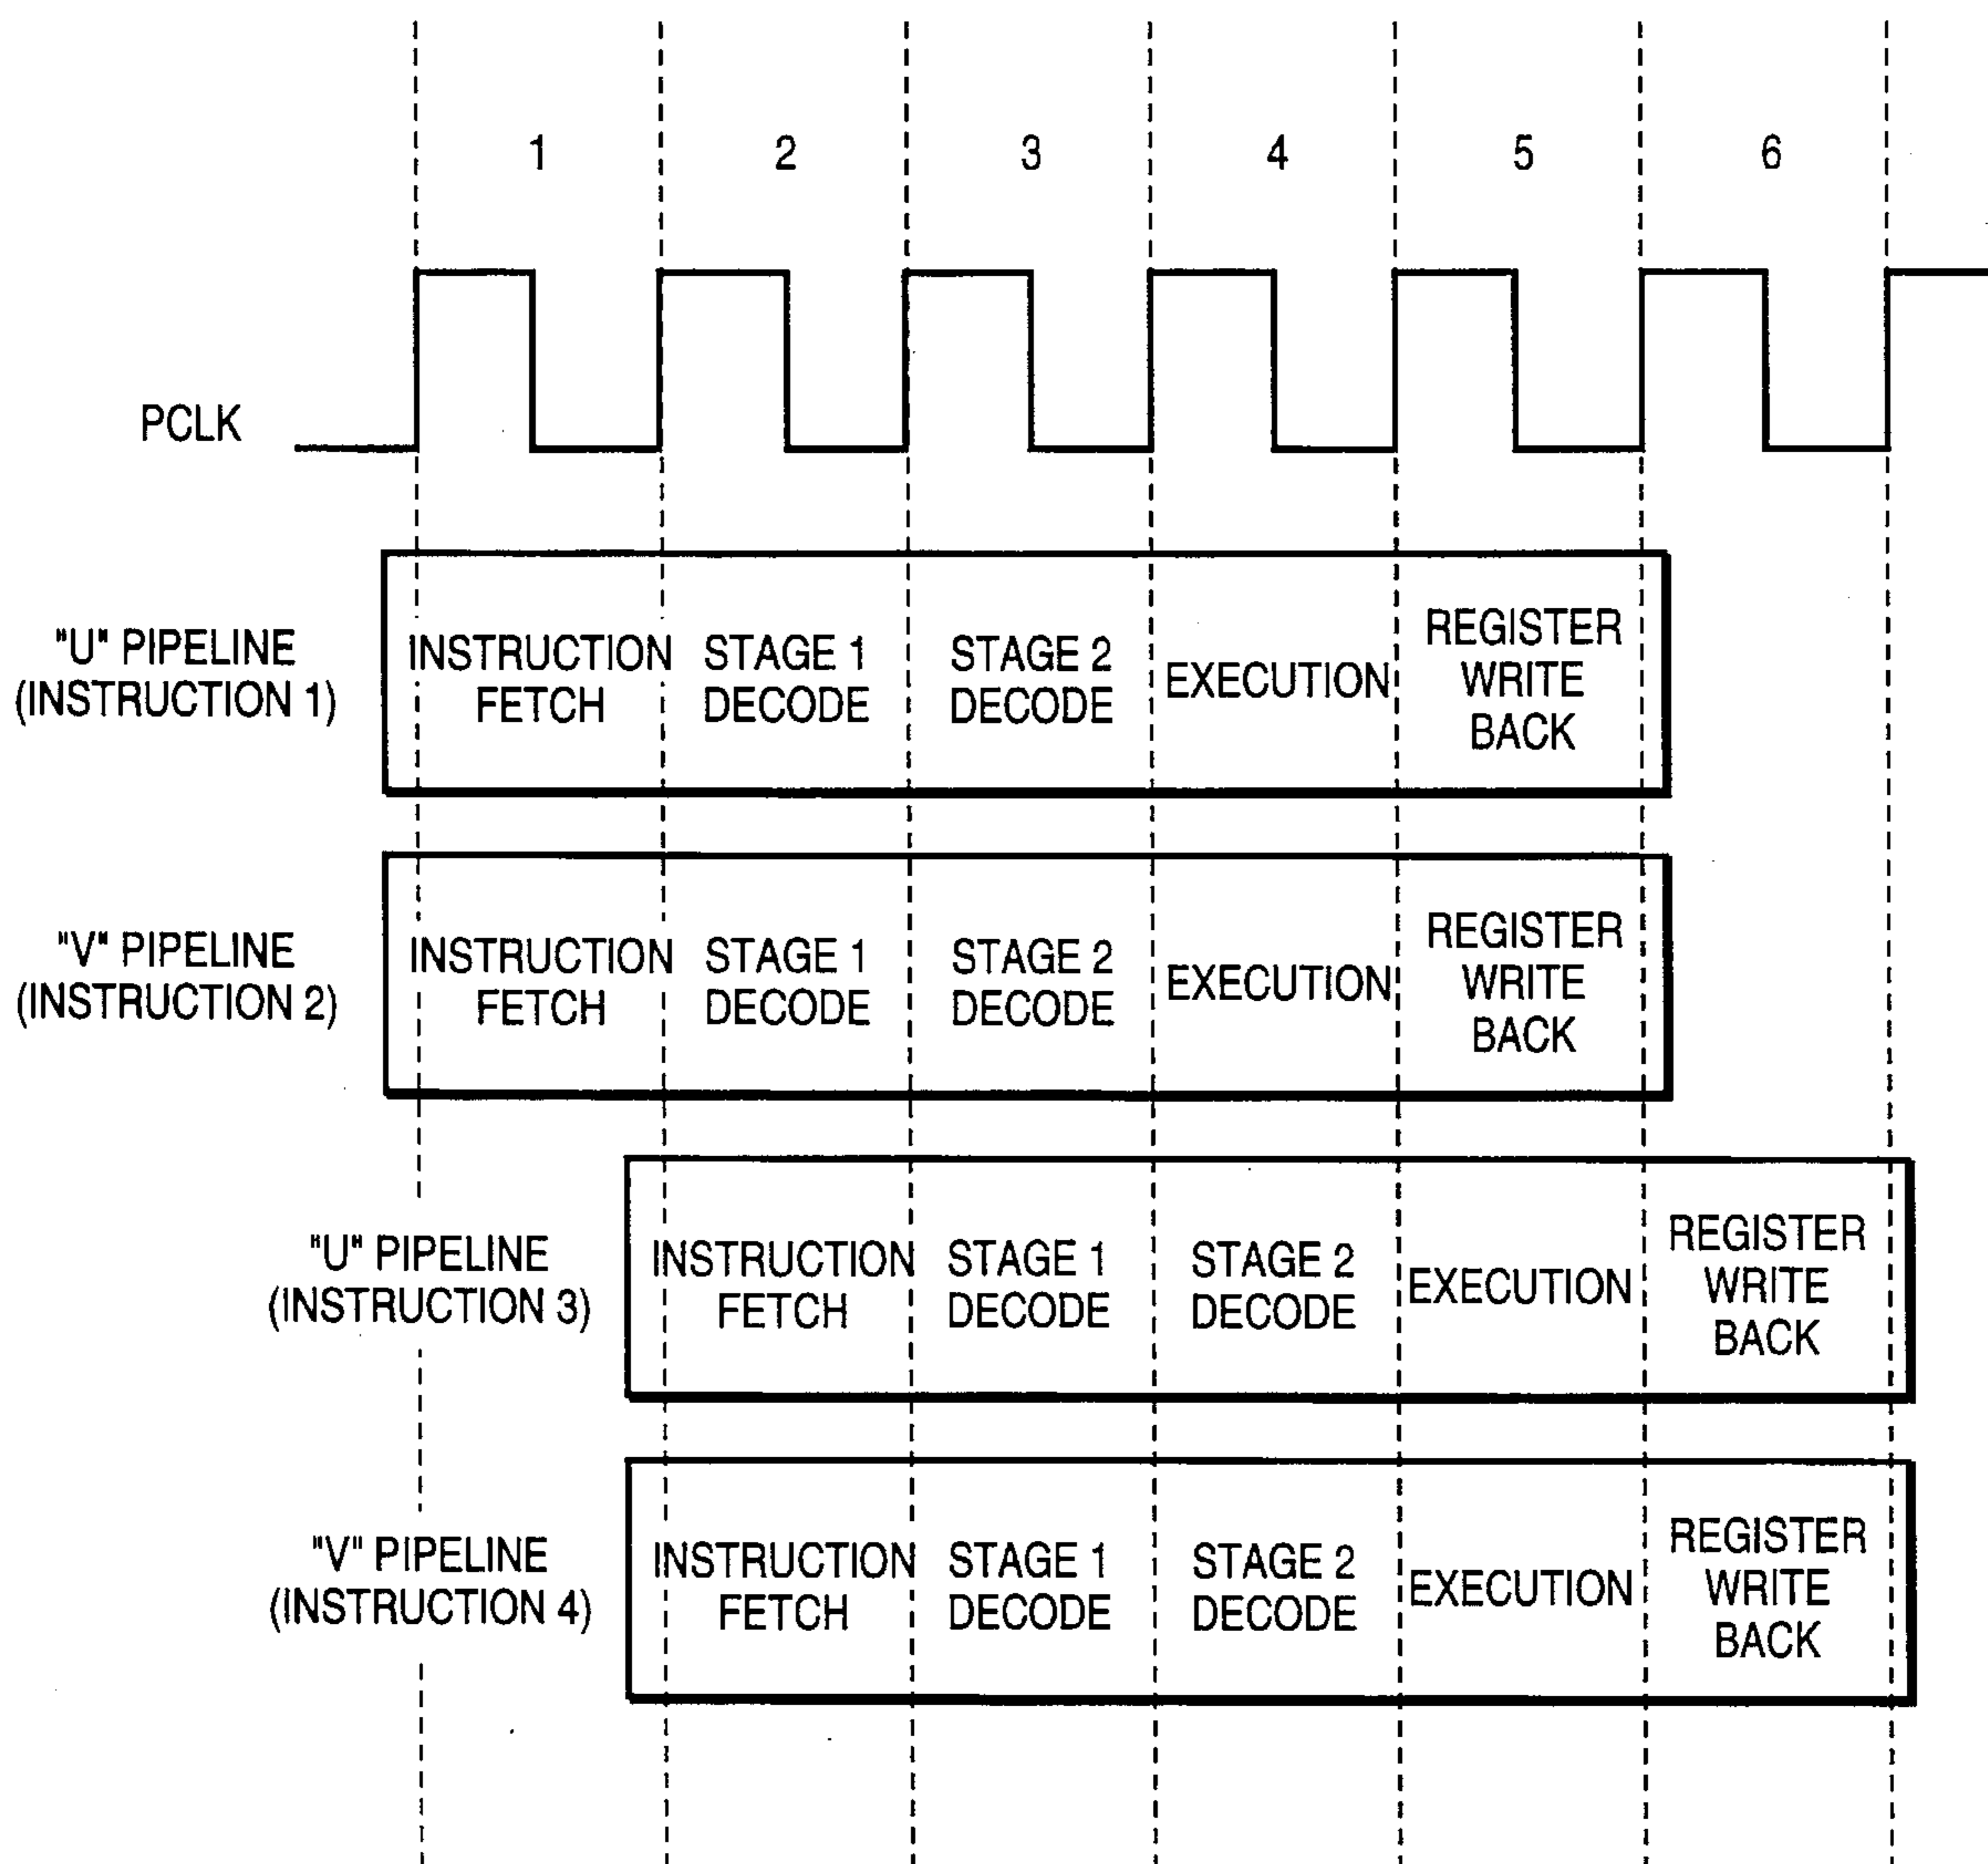 1 2 3 4 5 6
PCLK
"U" PIPELINE
(INSTRUCTION 1)
INSTRUCTION
FETCH
STAGE 1
DECODE
STAGE 2
DECODE
EXECUTION
REGISTER
WRITE
BACK
"V" PIPELINE
(INSTRUCTION 2)
INSTRUCTION
FETCH
STAGE 1
DECODE
STAGE 2
DECODE
EXECUTION
REGISTER
WRITE
BACK
"U" PIPELINE
(INSTRUCTION 3)
INSTRUCTION
FETCH
STAGE 1
DECODE
STAGE 2
DECODE
EXECUTION
REGISTER
WRITE
BACK
"V" PIPELINE
(INSTRUCTION 4)
INSTRUCTION
FETCH
STAGE 1
DECODE
STAGE 2
DECODE
EXECUTION
REGISTER
WRITE
BACK